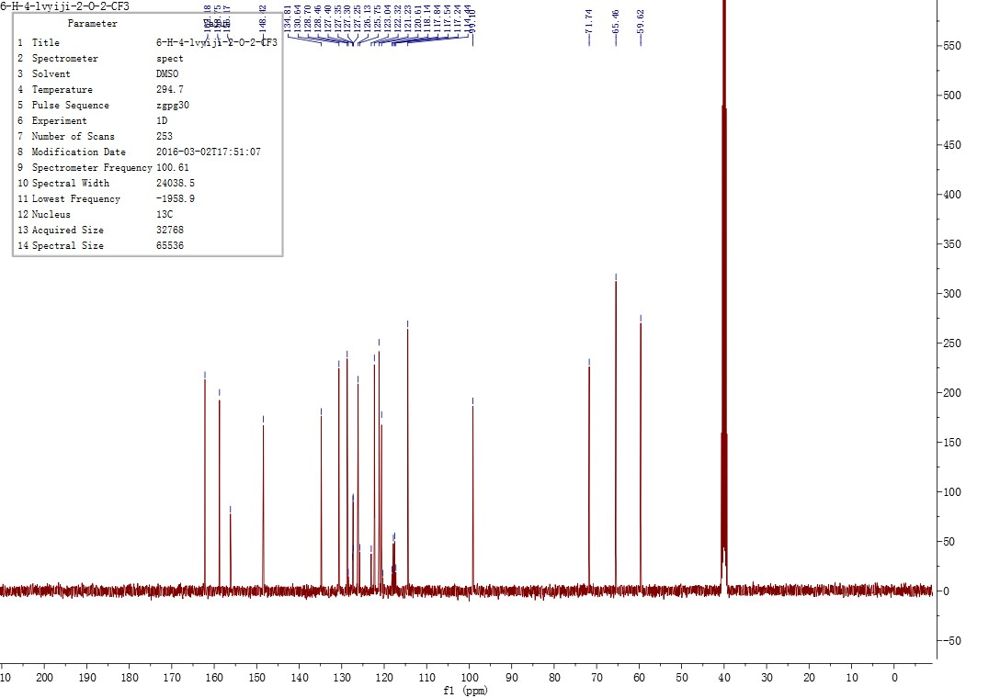 6-H-4-lvyiji-2-O-2-CF3
Parameter
1 Title 6-H-4-lvyiji-2-O-2-CF3
2 Spectrometer spect
3 Solvent DMSO
4 Temperature 294.7
5 Pulse Sequence zgpg30
6 Experiment 1D
7 Number of Scans 253
8 Modification Date 2016-03-02T17:51:07
9 Spectrometer Frequency 100.61
10 Spectral Width 24038.5
11 Lowest Frequency -1958.9
12 Nucleus 13C
13 Acquired Size 32768
14 Spectral Size 65536
148.42
134.81
130.64
128.70
128.46
127.40
127.35
127.30
127.25
126.13
125.75
123.04
122.32
121.23
120.61
118.14
117.84
117.54
117.24
71.74
65.46
59.62
550
500
450
400
350
300
250
200
150
100
50
0
-50
10 200 190 180 170 160 150 140 130 120 110 100 90 80 70 60 50 40 30 20 10 0
f1 (ppm)